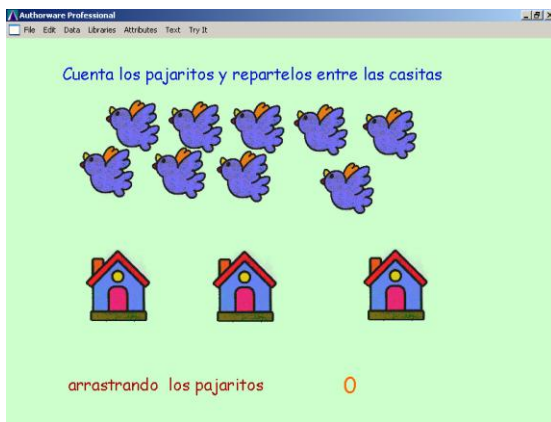 Authorware Professional
File Edit Data Libraries Attributes Text Try It
Cuenta los pajaritos y repartelos entre las casitas
arrastrando los pajaritos 0